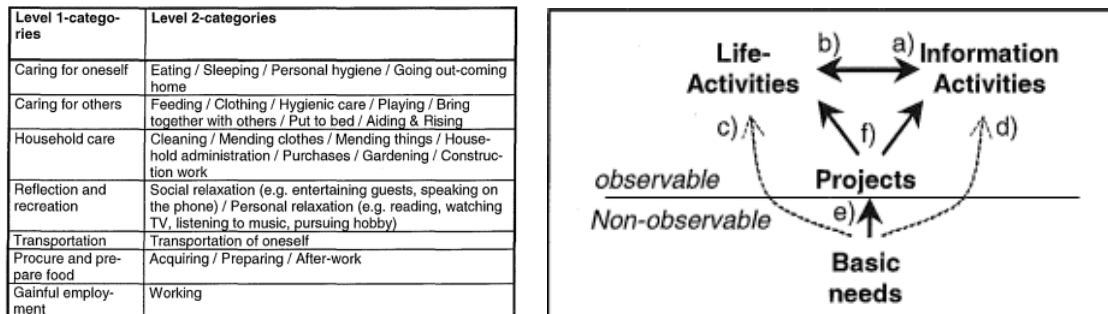 Level 1-catego-
ries
Level 2-categories
Caring for oneself
Eating / Sleeping / Personal hygiene / Going out-coming
home
Caring for others
Feeding / Clothing / Hygienic care / Playing / Bring
together with others / Put to bed / Aiding & Rising
Household care
Cleaning / Mending clothes / Mending things / House-
hold administration / Purchases / Gardening / Construc-
tion work
Reflection and
recreation
Social relaxation (e.g. entertaining guests, speaking on
the phone) / Personal relaxation (e.g. reading, watching
TV, listening to music, pursuing hobby)
Transportation
Transportation of oneself
Procure and pre-
pare food
Acquiring / Preparing / After-work
Gainful employ-
ment
Working
Life-
Activities
b)
a)
Information
Activities
c)
f)
d)
observable
Projects
Non-observable
e)
Basic
needs